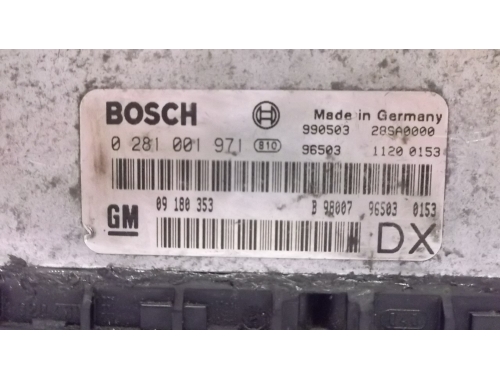 BOSCH Made in Germany
990503 28SA0000
0 281 001 971 B10 96503 1120 0153
09 180 353 B 98007 96503 0153
GM DX